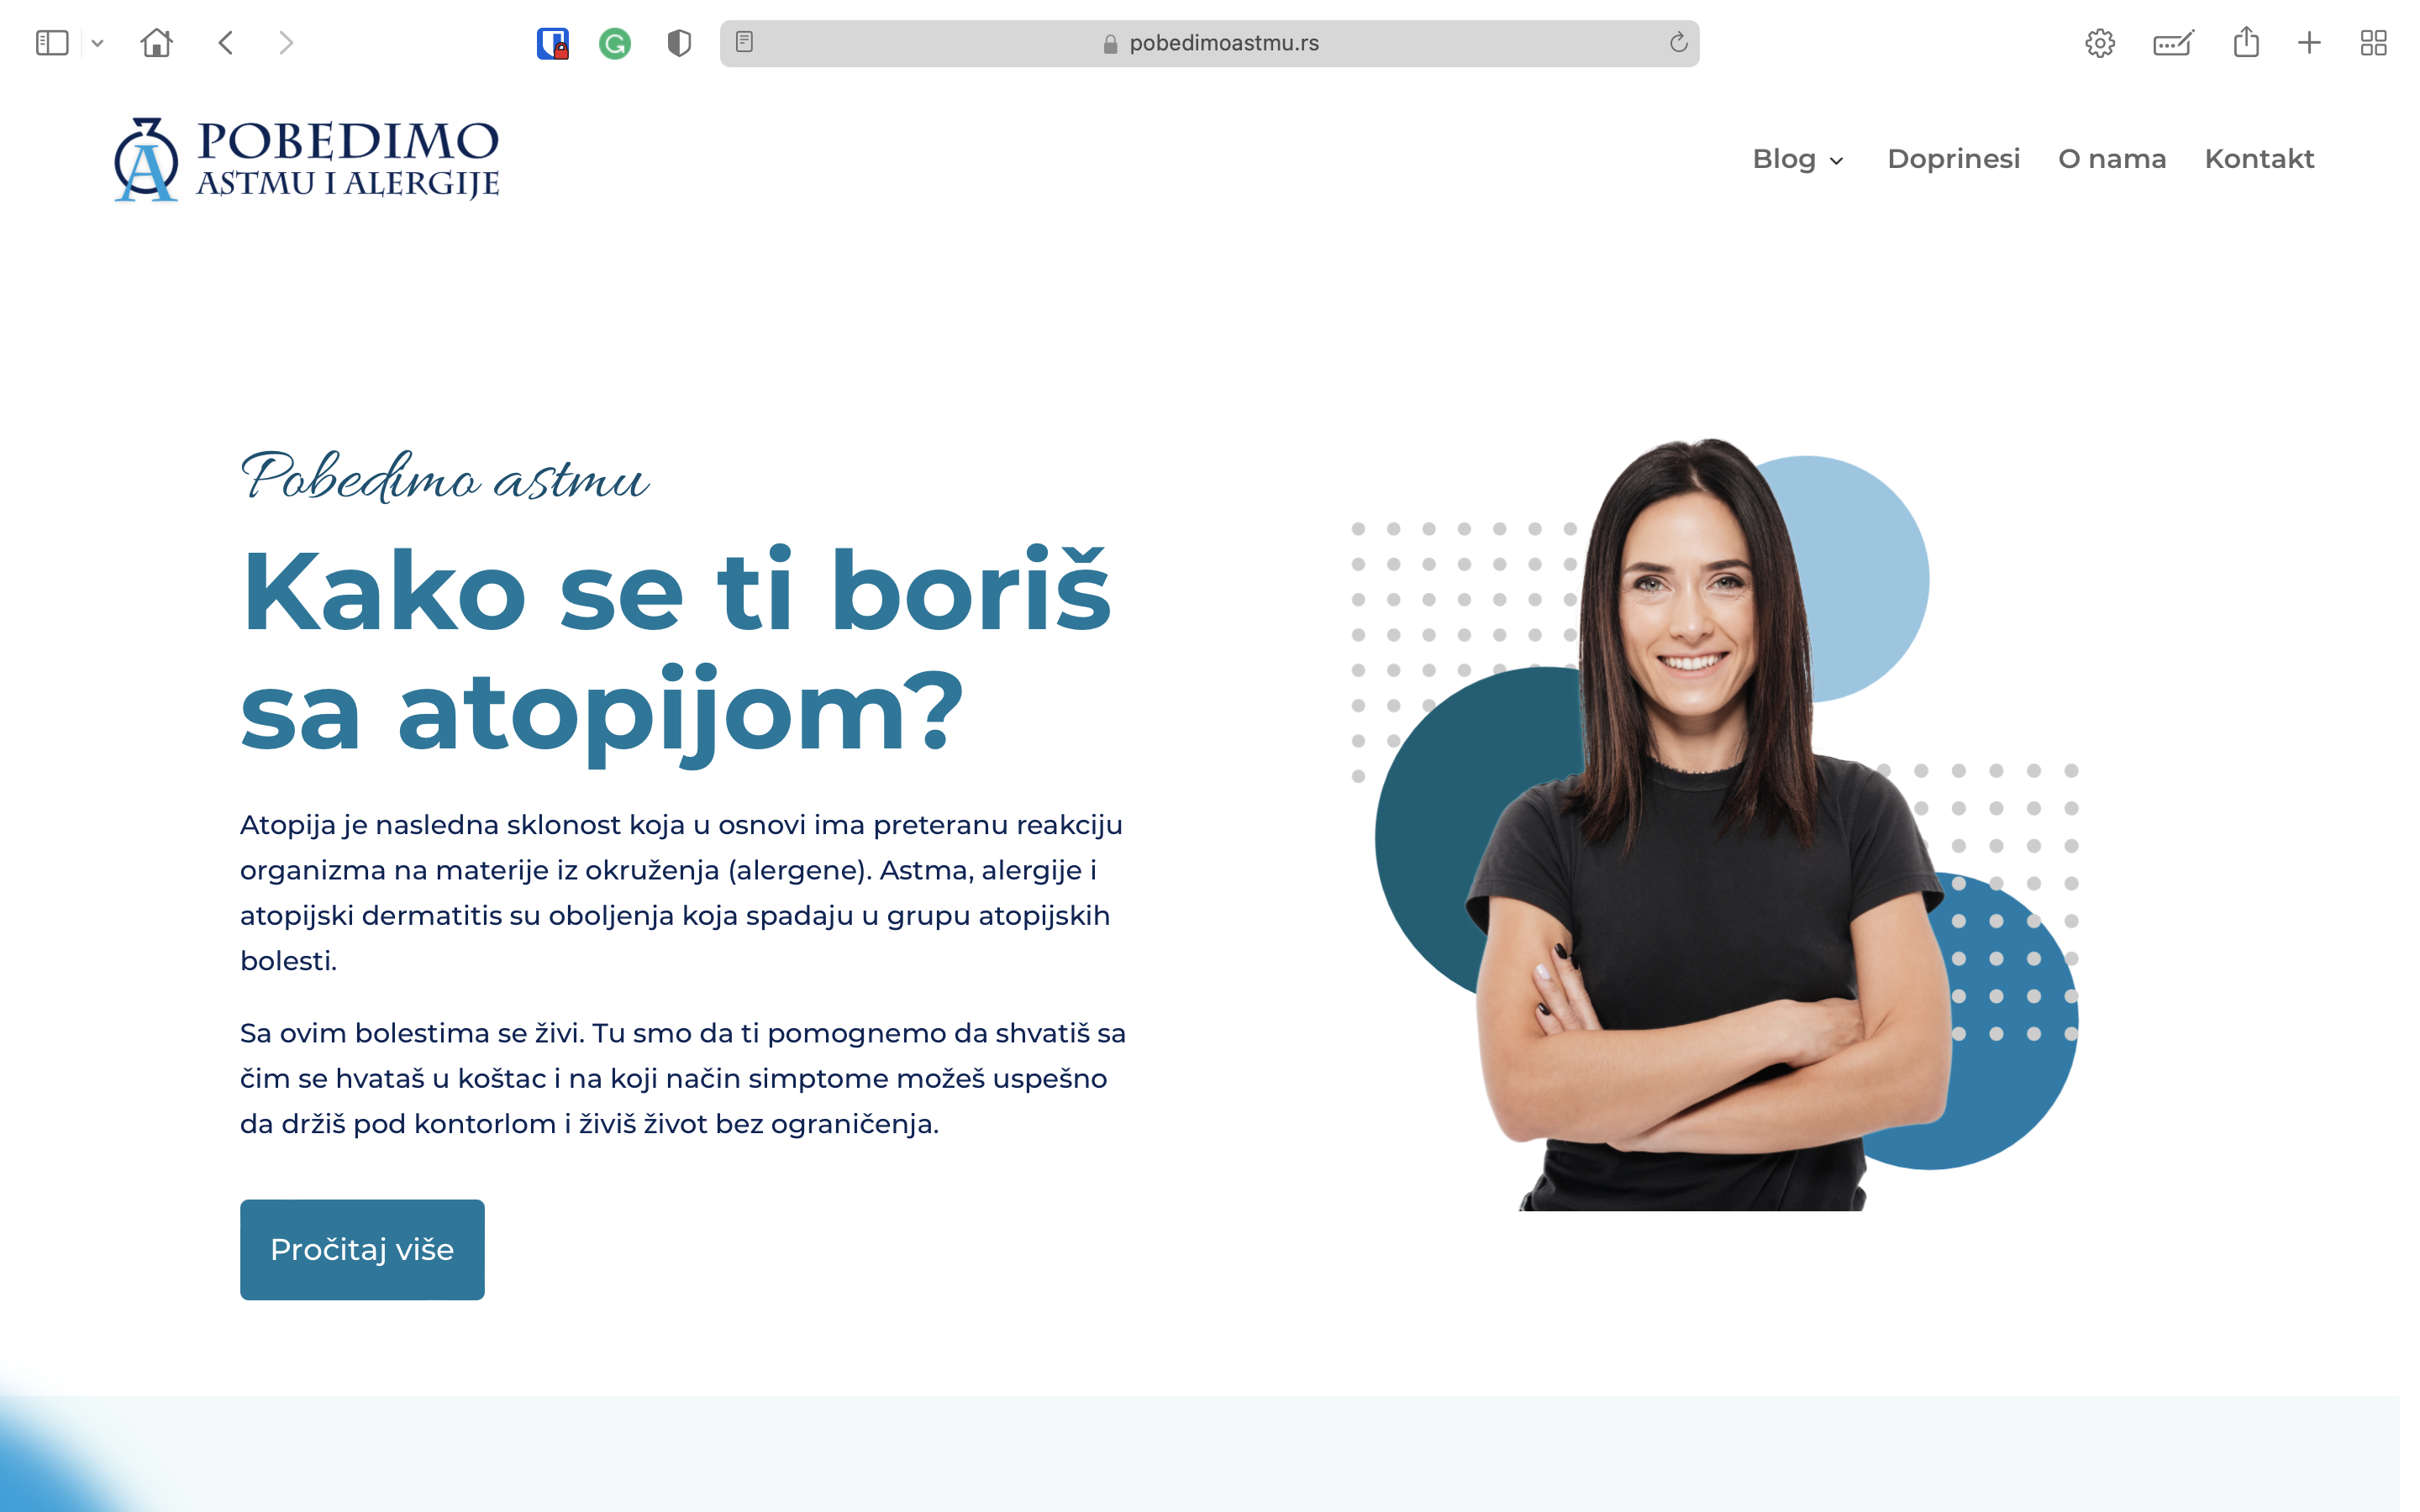 pobedimoastmu.rs
POBEDIMO
ASTMU I ALERGIJE
Blog
Doprinesi
O nama
Kontakt
Pobedimo astmu
Kako se ti boriš
sa atopijom?
Atopija je nasledna sklonost koja u osnovi ima preteranu reakciju
organizma na materije iz okruženja (alergene). Astma, alergije i
atopijski dermatitis su oboljenja koja spadaju u grupu atopijskih
bolesti.
Sa ovim bolestima se živi. Tu smo da ti pomognemo da shvatiš sa
čim se hvataš u koštac i na koji način simptome možeš uspešno
da držiš pod kontorlom i živiš život bez ograničenja.
Pročitaj više